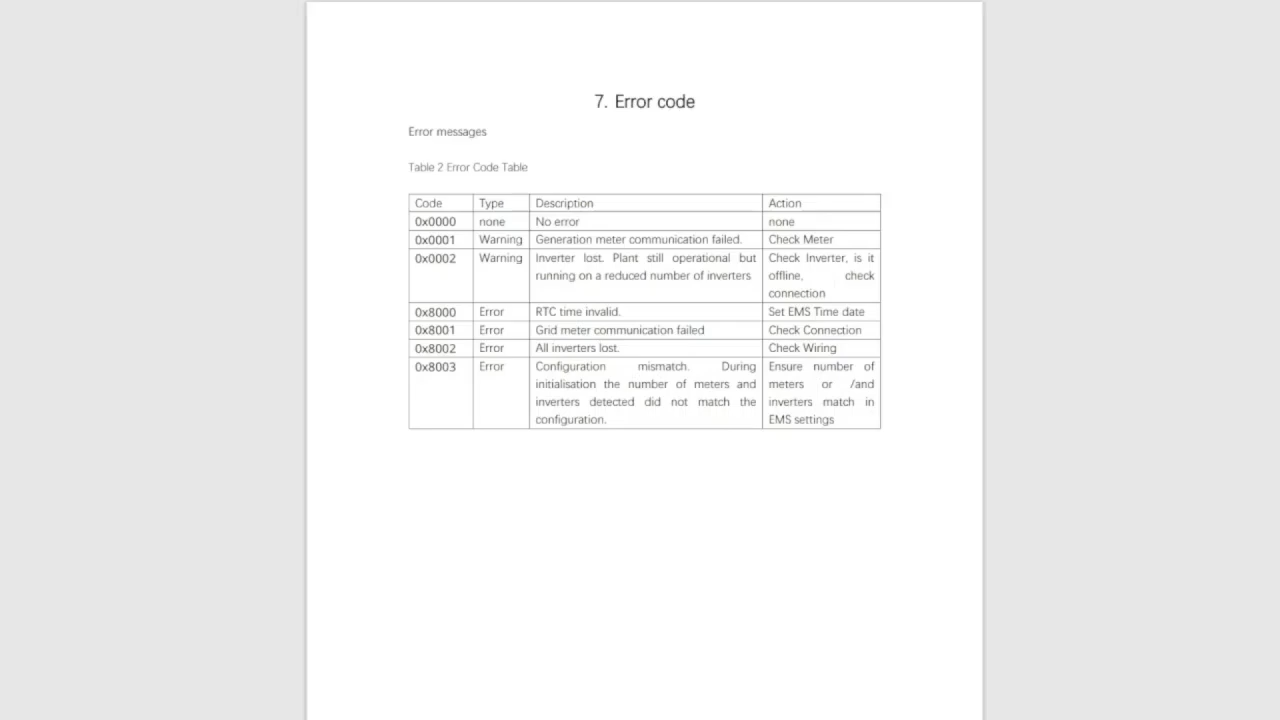 7. Error code
Error messages
Table 2 Error Code Table
Code Type Description Action
0x0000 none No error none
0x0001 Warning Generation meter communication failed. Check Meter
0x0002 Warning Inverter lost. Plant still operational but Check Inverter, is it
running on a reduced number of inverters offline, check
connection
0x8000 Error RTC time invalid. Set EMS Time date
0x8001 Error Grid meter communication failed Check Connection
0x8002 Error All inverters lost. Check Wiring
0x8003 Error Configuration mismatch. During Ensure number of
initialisation the number of meters and meters or /and
inverters detected did not match the inverters match in
configuration. EMS settings